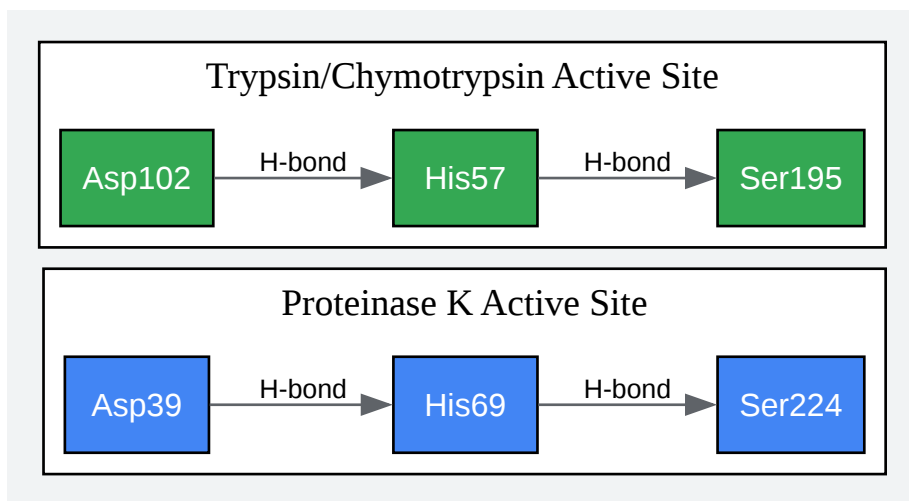 Trypsin/Chymotrypsin Active Site
Asp102 H-bond His57 H-bond Ser195
Proteinase K Active Site
Asp39 H-bond His69 H-bond Ser224